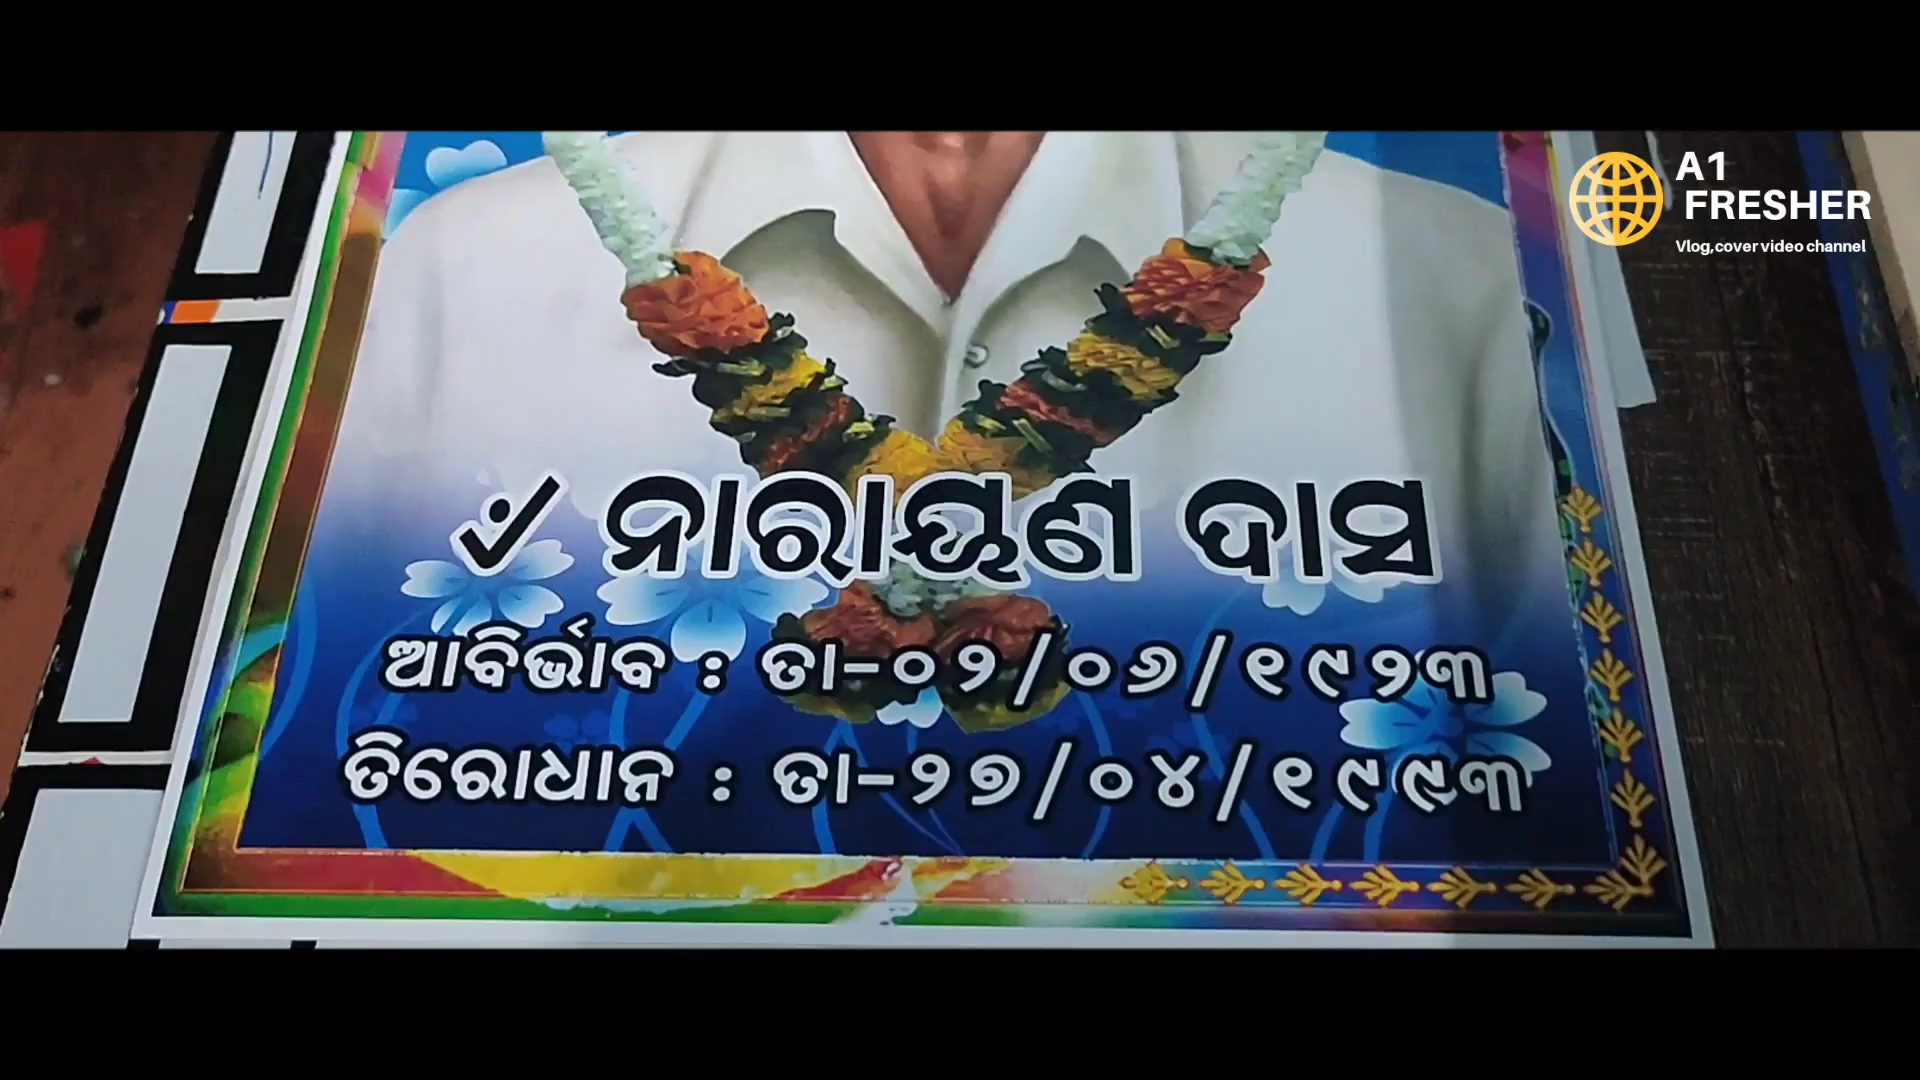 A1
FRESHER
Vlog,cover video channel
ଏ ନାରାୟଣ ଦାସ
ଆବିର୍ଭାବ : ତା-୦୨/୦୬/୧୯୨୩
ତିରୋଧାନ : ତା-୨୭/୦୪/୧୯୯୩